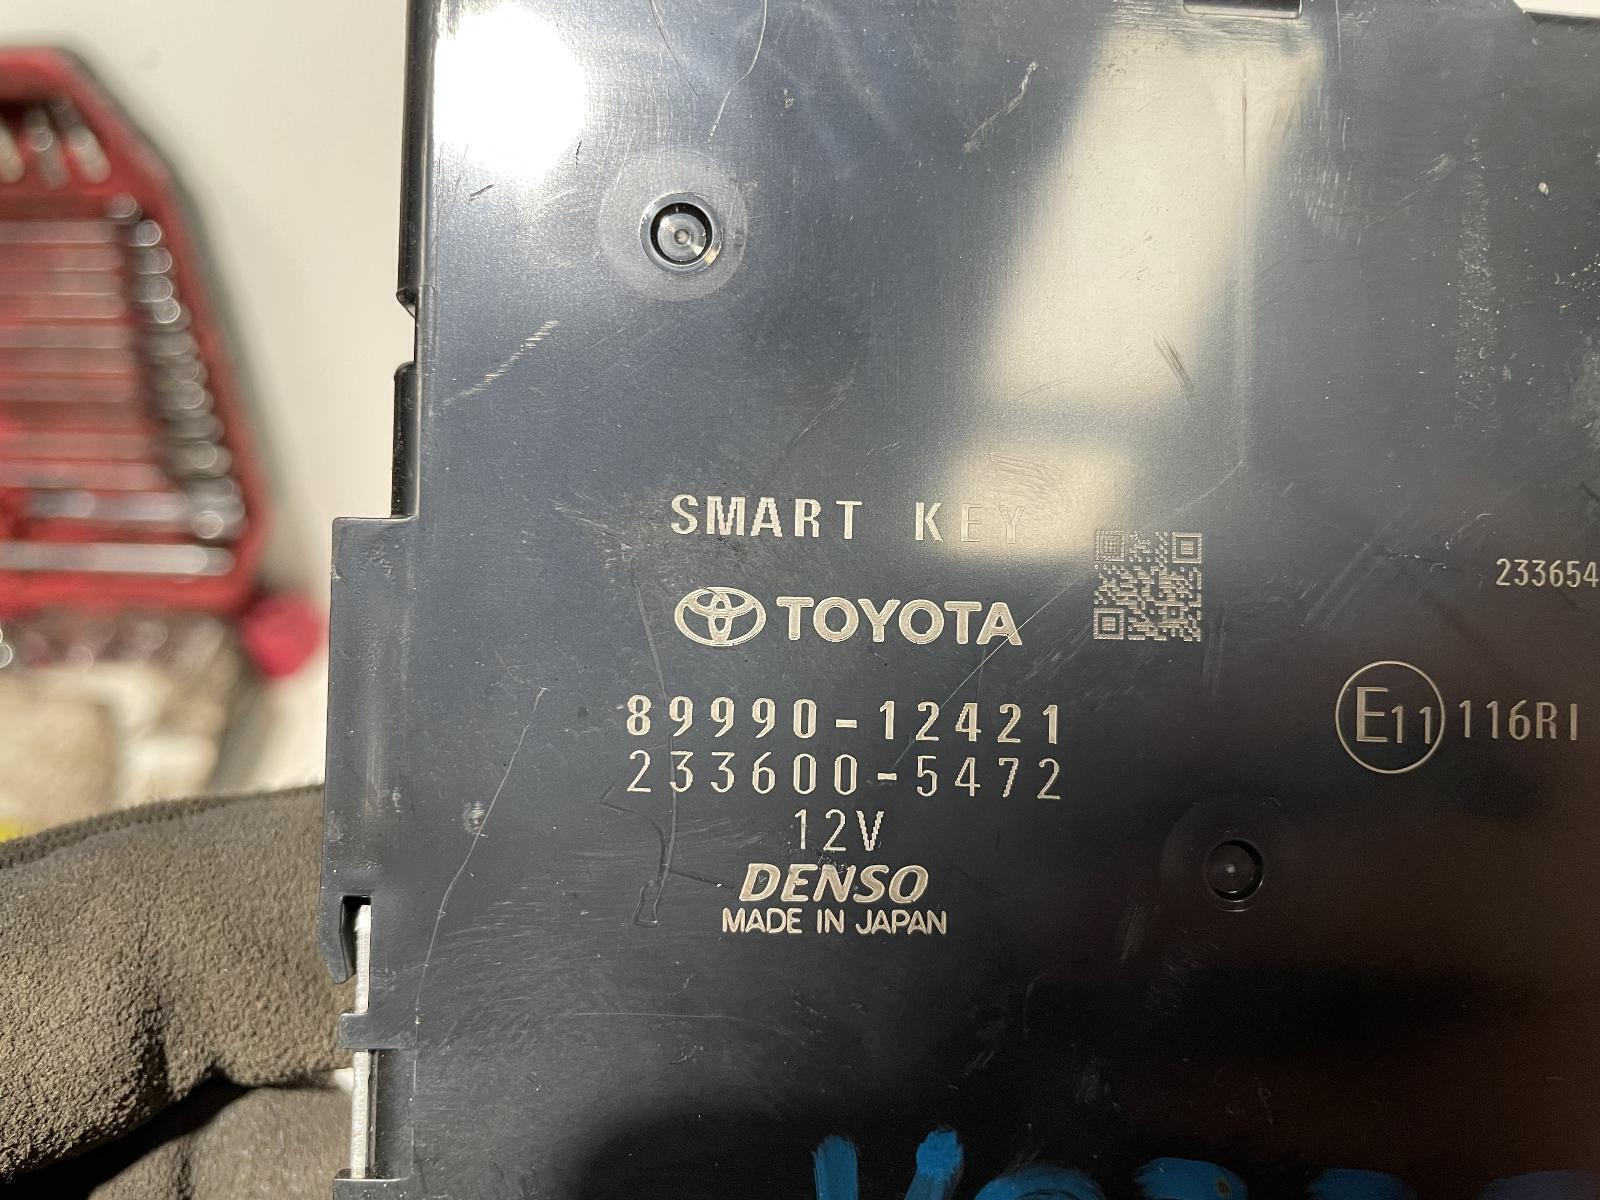 SMART KEY
TOYOTA
89990-12421
233600-5472
12V
DENSO
MADE IN JAPAN
233654
E11 116RI